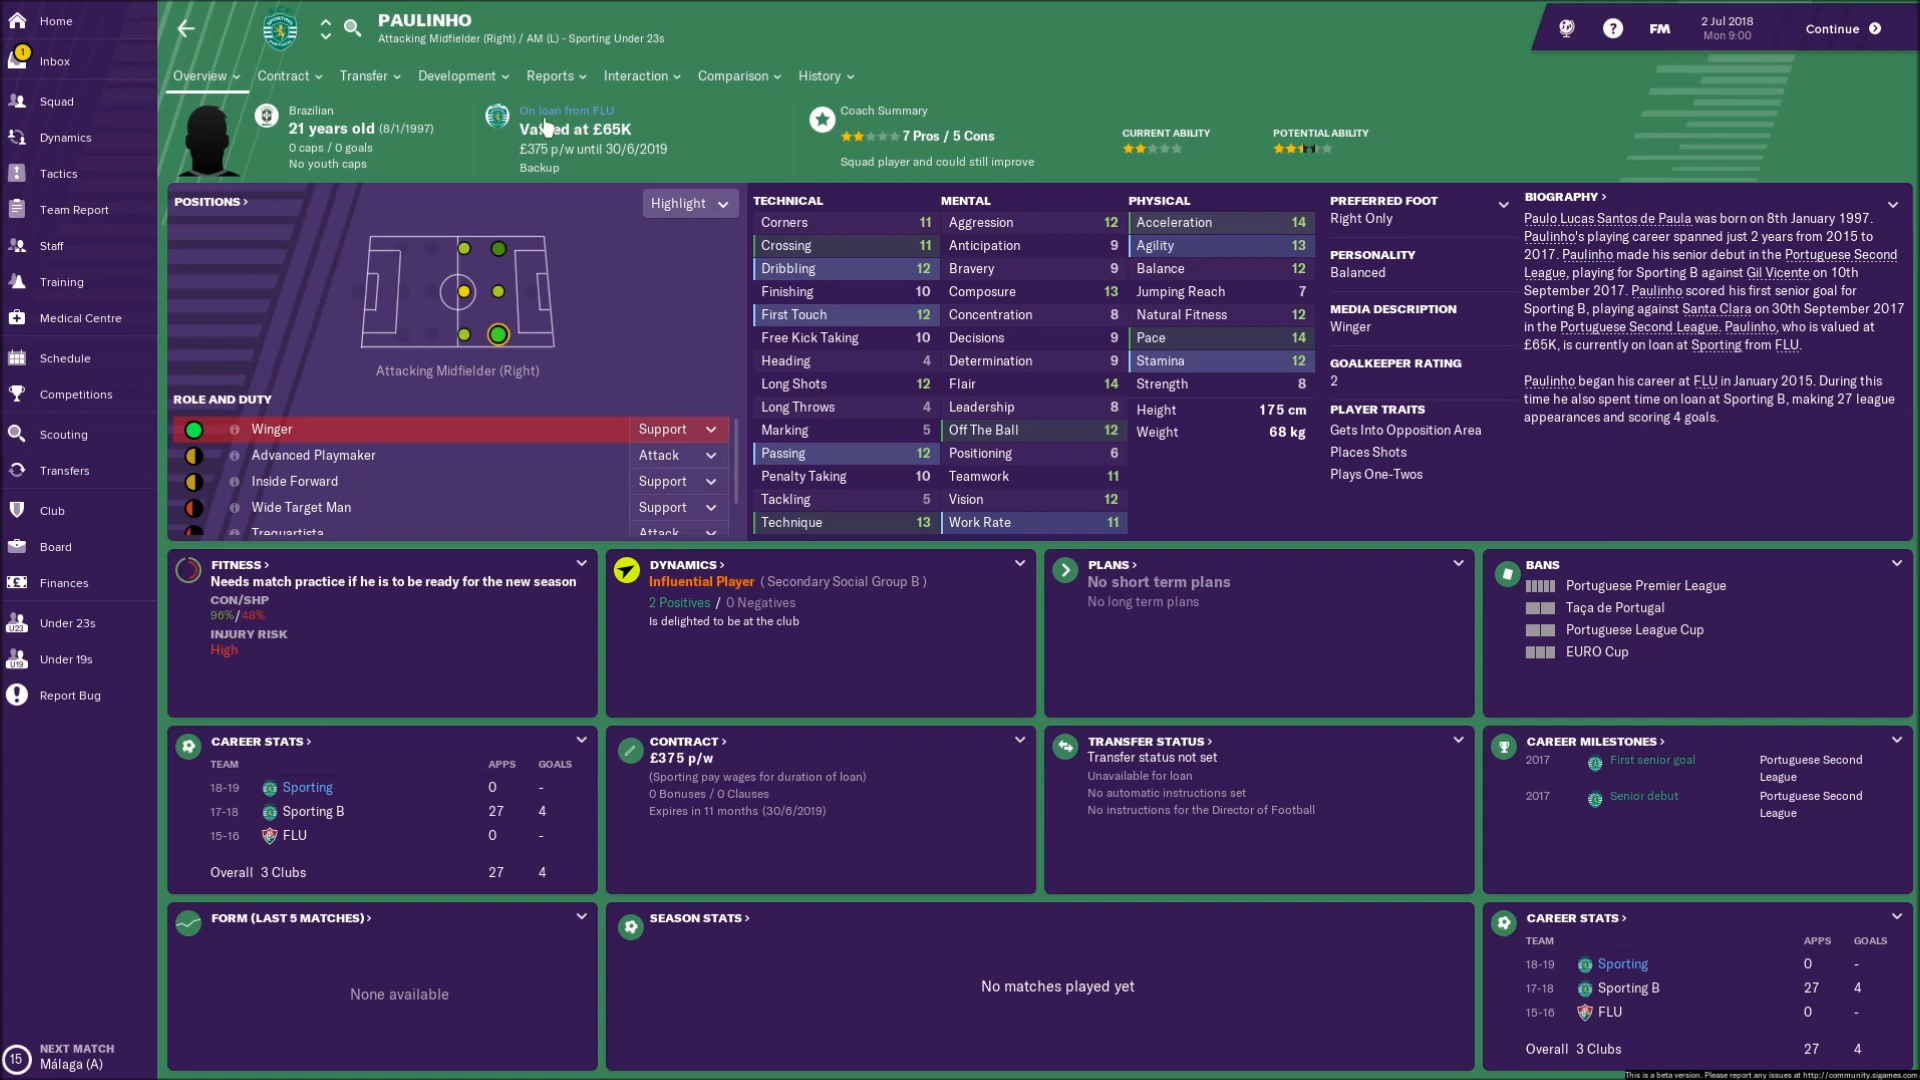 Home
1
Inbox
Squad
Dynamics
Tactics
Team Report
Staff
Training
Medical Centre
Schedule
Competitions
Scouting
Transfers
Club
Board
Finances
U23
Under 23s
U19
Under 19s
Report Bug
15
NEXT MATCH
Málaga (A)
PAULINHO
Attacking Midfielder (Right) / AM (L) - Sporting Under 23s
FM
2 Jul 2018
Mon 9:00
Continue
Overview Contract Transfer Development Reports Interaction Comparison History
Brazilian
21 years old (8/1/1997)
0 caps / 0 goals
No youth caps
On loan from FLU
at £65K
£375 p/w until 30/6/2019
Backup
Coach Summary
7 Pros / 5 Cons
Squad player and could still improve
CURRENT ABILITY
POTENTIAL ABILITY
POSITIONS >
Highlight
Attacking Midfielder (Right)
ROLE AND DUTY
Winger Support
Advanced Playmaker Attack
Inside Forward Support
Wide Target Man Support
Trequartista Attack
TECHNICAL
Corners 11
Crossing 11
Dribbling 12
Finishing 10
First Touch 12
Free Kick Taking 10
Heading 4
Long Shots 12
Long Throws 4
Marking 5
Passing 12
Penalty Taking 10
Tackling 5
Technique 13
MENTAL
Aggression 12
Anticipation 9
Bravery 9
Composure 13
Concentration 8
Decisions 9
Determination 9
Flair 14
Leadership 8
Off The Ball 12
Positioning 6
Teamwork 11
Vision 12
Work Rate 11
PHYSICAL
Acceleration 14
Agility 13
Balance 12
Jumping Reach 7
Natural Fitness 12
Pace 14
Stamina 12
Strength 8
Height 175 cm
Weight 68 kg
PREFERRED FOOT
Right Only
PERSONALITY
Balanced
MEDIA DESCRIPTION
Winger
GOALKEEPER RATING
2
PLAYER TRAITS
Gets Into Opposition Area
Places Shots
Plays One-Twos
BIOGRAPHY >
Paulo Lucas Santos de Paula was born on 8th January 1997.
Paulinho's playing career spanned just 2 years from 2015 to
2017. Paulinho made his senior debut in the Portuguese Second
League, playing for Sporting B against Gil Vicente on 10th
September 2017. Paulinho scored his first senior goal for
Sporting B, playing against Santa Clara on 30th September 2017
in the Portuguese Second League. Paulinho, who is valued at
£65K, is currently on loan at Sporting from FLU.
Paulinho began his career at FLU in January 2015. During this
time he also spent time on loan at Sporting B, making 27 league
appearances and scoring 4 goals.
FITNESS >
Needs match practice if he is to be ready for the new season
CON/SHP
96%/48%
INJURY RISK
High
DYNAMICS >
Influential Player ( Secondary Social Group B )
2 Positives / 0 Negatives
Is delighted to be at the club
PLANS >
No short term plans
No long term plans
BANS
Portuguese Premier League
Taça de Portugal
Portuguese League Cup
EURO Cup
CAREER STATS >
TEAM APPS GOALS
18-19 Sporting 0 -
17-18 Sporting B 27 4
15-16 FLU 0 -
Overall 3 Clubs 27 4
CONTRACT >
£375 p/w
(Sporting pay wages for duration of loan)
0 Bonuses / 0 Clauses
Expires in 11 months (30/6/2019)
TRANSFER STATUS >
Transfer status not set
Unavailable for loan
No automatic instructions set
No instructions for the Director of Football
CAREER MILESTONES >
2017 First senior goal Portuguese Second
League
2017 Senior debut Portuguese Second
League
FORM (LAST 5 MATCHES) >
None available
SEASON STATS >
No matches played yet
CAREER STATS >
TEAM APPS GOALS
18-19 Sporting 0 -
17-18 Sporting B 27 4
15-16 FLU 0 -
Overall 3 Clubs 27 4
This is a beta version. Please report any issues at http://community.sigames.com